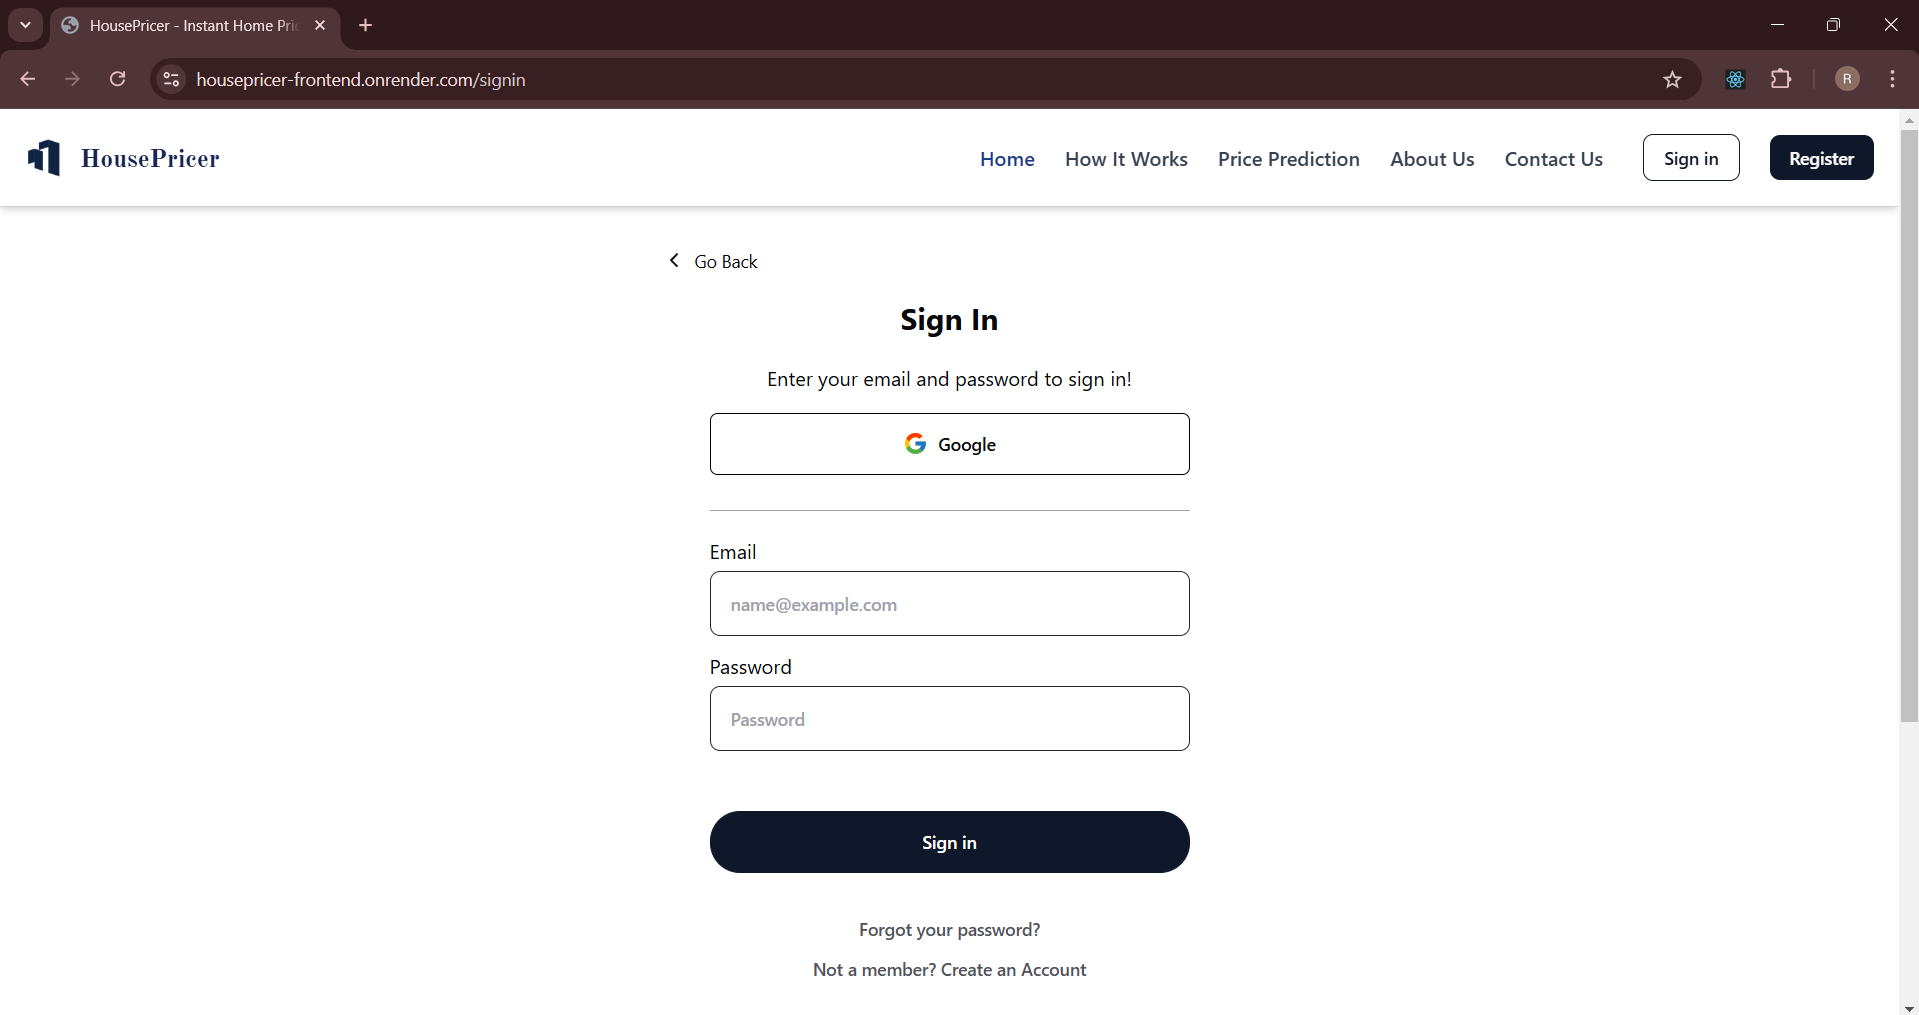 HousePricer - Instant Home Pri
housepricer-frontend.onrender.com/signin
R
HousePricer
Home How It Works Price Prediction About Us Contact Us Sign in Register
Go Back
Sign In
Enter your email and password to sign in!
Google
Email
name@example.com
Password
Password
Sign in
Forgot your password?
Not a member? Create an Account